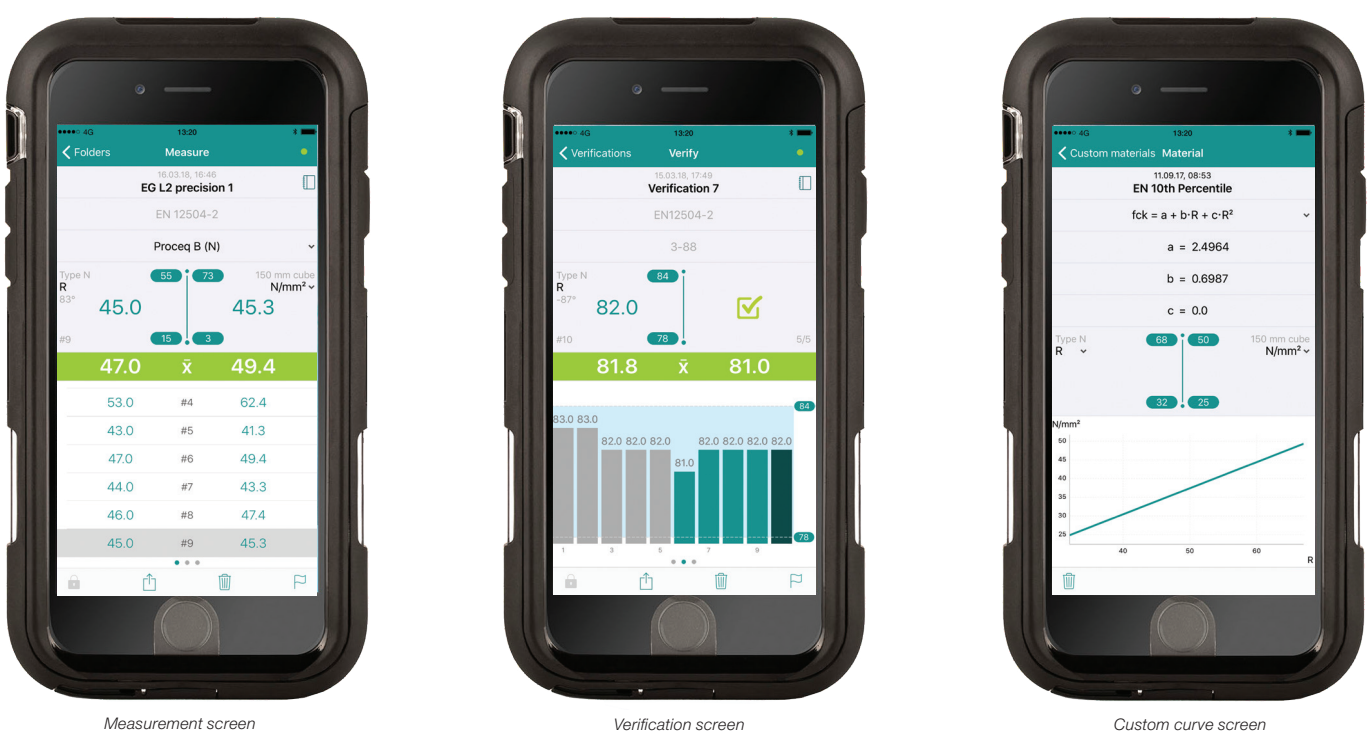 4G 13:20
Folders Measure
16.03.18, 16:46
EG L2 precision 1
EN 12504-2
Proceq B (N)
Type N 55 73 150 mm cube
R N/mm²
83° 45.0 45.3
#9 15 3
47.0 x̄ 49.4
53.0 #4 62.4
43.0 #5 41.3
47.0 #6 49.4
44.0 #7 43.3
46.0 #8 47.4
45.0 #9 45.3
Measurement screen
4G 13:20
Verifications Verify
15.03.18, 17:49
Verification 7
EN12504-2
3-88
Type N 84
R
-87° 82.0
#10 78 5/5
81.8 x̄ 81.0
84
83.0 83.0 82.0 82.0 82.0 81.0 82.0 82.0 82.0 82.0
78
1 3 5 7 9
Verification screen
4G 13:20
Custom materials Material
11.09.17, 08:53
EN 10th Percentile
fck = a + b·R + c·R²
a = 2.4964
b = 0.6987
c = 0.0
Type N 68 50 150 mm cube
R N/mm²
32 25
N/mm²
50
45
40
35
30
25
40 50 60
R
Custom curve screen